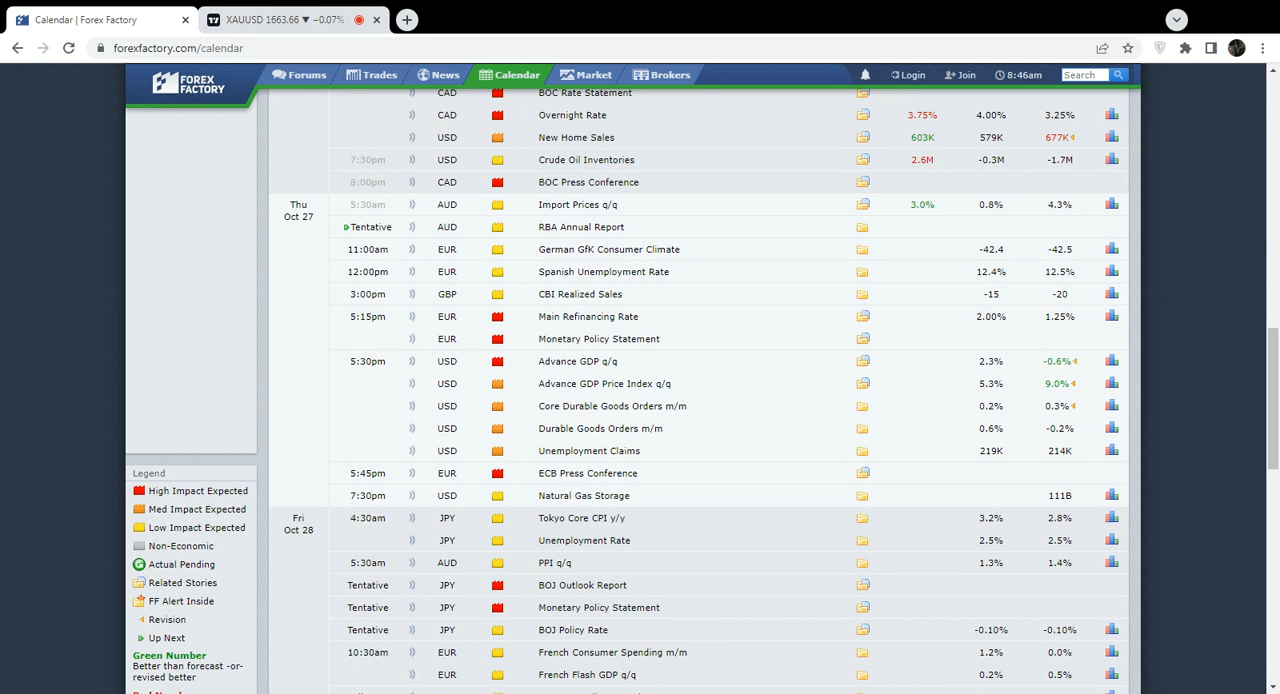 Calendar | Forex Factory
XAUUSD 1663.66 ▼ −0.07%
forexfactory.com/calendar
FOREX FACTORY Forums Trades News Calendar Market Brokers Login Join 8:46am Search
CAD BOC Rate Statement
CAD Overnight Rate 3.75% 4.00% 3.25%
USD New Home Sales 603K 579K 677K
7:30pm USD Crude Oil Inventories 2.6M -0.3M -1.7M
8:00pm CAD BOC Press Conference
Thu Oct 27 5:30am AUD Import Prices q/q 3.0% 0.8% 4.3%
Tentative AUD RBA Annual Report
11:00am EUR German GfK Consumer Climate -42.4 -42.5
12:00pm EUR Spanish Unemployment Rate 12.4% 12.5%
3:00pm GBP CBI Realized Sales -15 -20
5:15pm EUR Main Refinancing Rate 2.00% 1.25%
EUR Monetary Policy Statement
5:30pm USD Advance GDP q/q 2.3% -0.6%
USD Advance GDP Price Index q/q 5.3% 9.0%
USD Core Durable Goods Orders m/m 0.2% 0.3%
USD Durable Goods Orders m/m 0.6% -0.2%
USD Unemployment Claims 219K 214K
5:45pm EUR ECB Press Conference
7:30pm USD Natural Gas Storage 111B
Fri Oct 28 4:30am JPY Tokyo Core CPI y/y 3.2% 2.8%
JPY Unemployment Rate 2.5% 2.5%
5:30am AUD PPI q/q 1.3% 1.4%
Tentative JPY BOJ Outlook Report
Tentative JPY Monetary Policy Statement
Tentative JPY BOJ Policy Rate -0.10% -0.10%
10:30am EUR French Consumer Spending m/m 1.2% 0.0%
EUR French Flash GDP q/q 0.2% 0.5%
Legend
High Impact Expected
Med Impact Expected
Low Impact Expected
Non-Economic
Actual Pending
Related Stories
FF Alert Inside
Revision
Up Next
Green Number
Better than forecast -or-
revised better